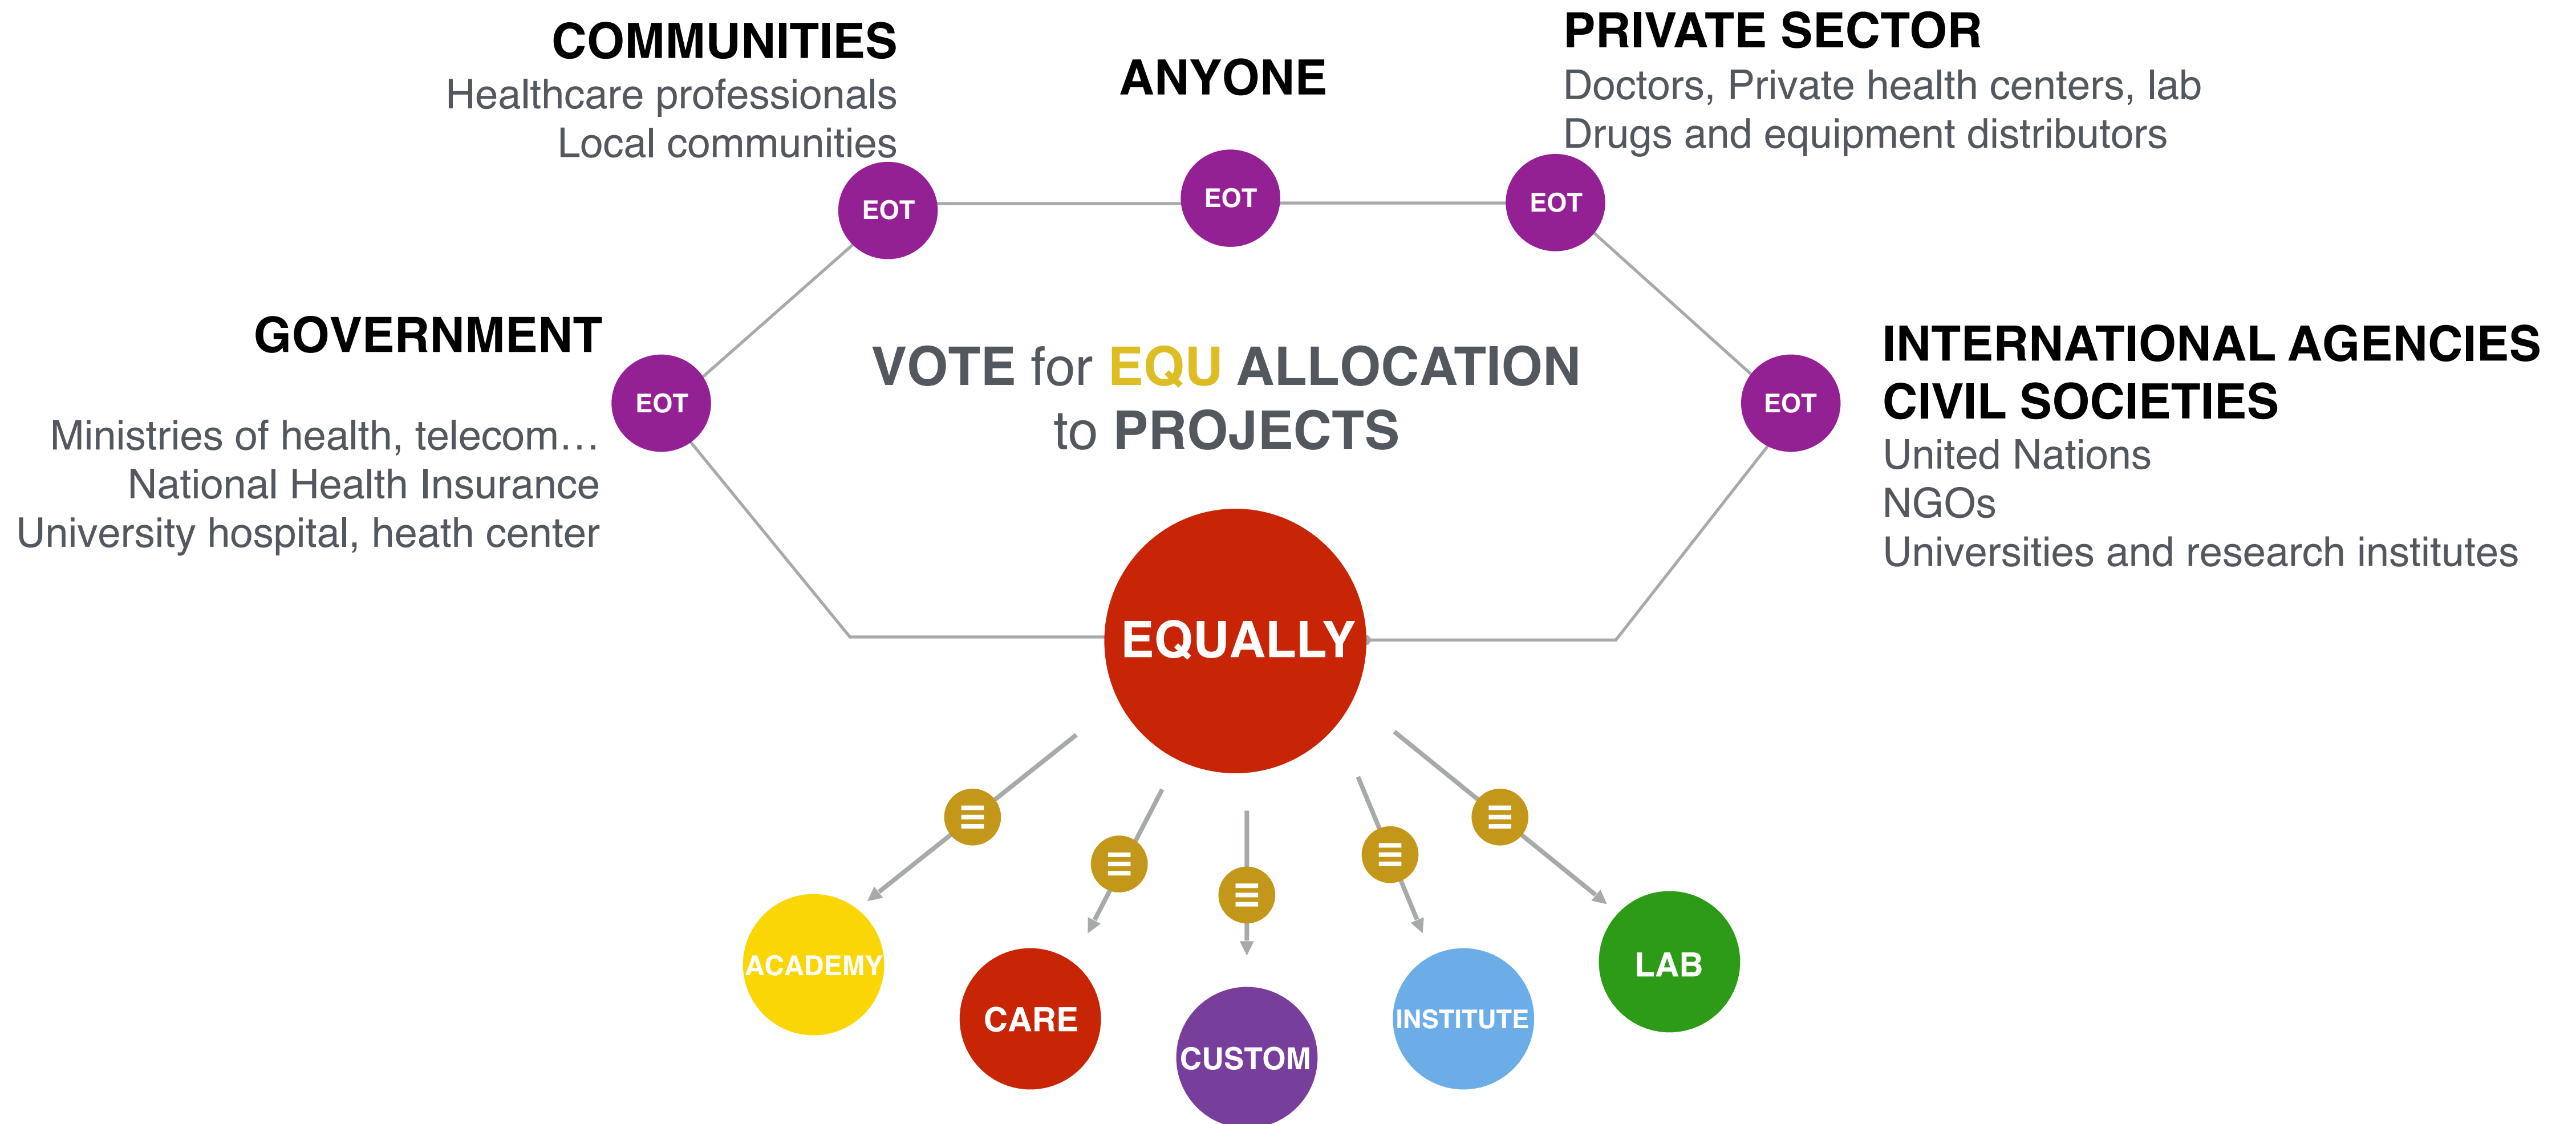 COMMUNITIES
Healthcare professionals
Local communities
ANYONE
PRIVATE SECTOR
Doctors, Private health centers, lab
Drugs and equipment distributors
EOT
EOT
EOT
GOVERNMENT
EOT
Ministries of health, telecom…
National Health Insurance
University hospital, heath center
VOTE for EQU ALLOCATION
to PROJECTS
EOT
INTERNATIONAL AGENCIES
CIVIL SOCIETIES
United Nations
NGOs
Universities and research institutes
EQUALLY
ACADEMY
CARE
CUSTOM
INSTITUTE
LAB